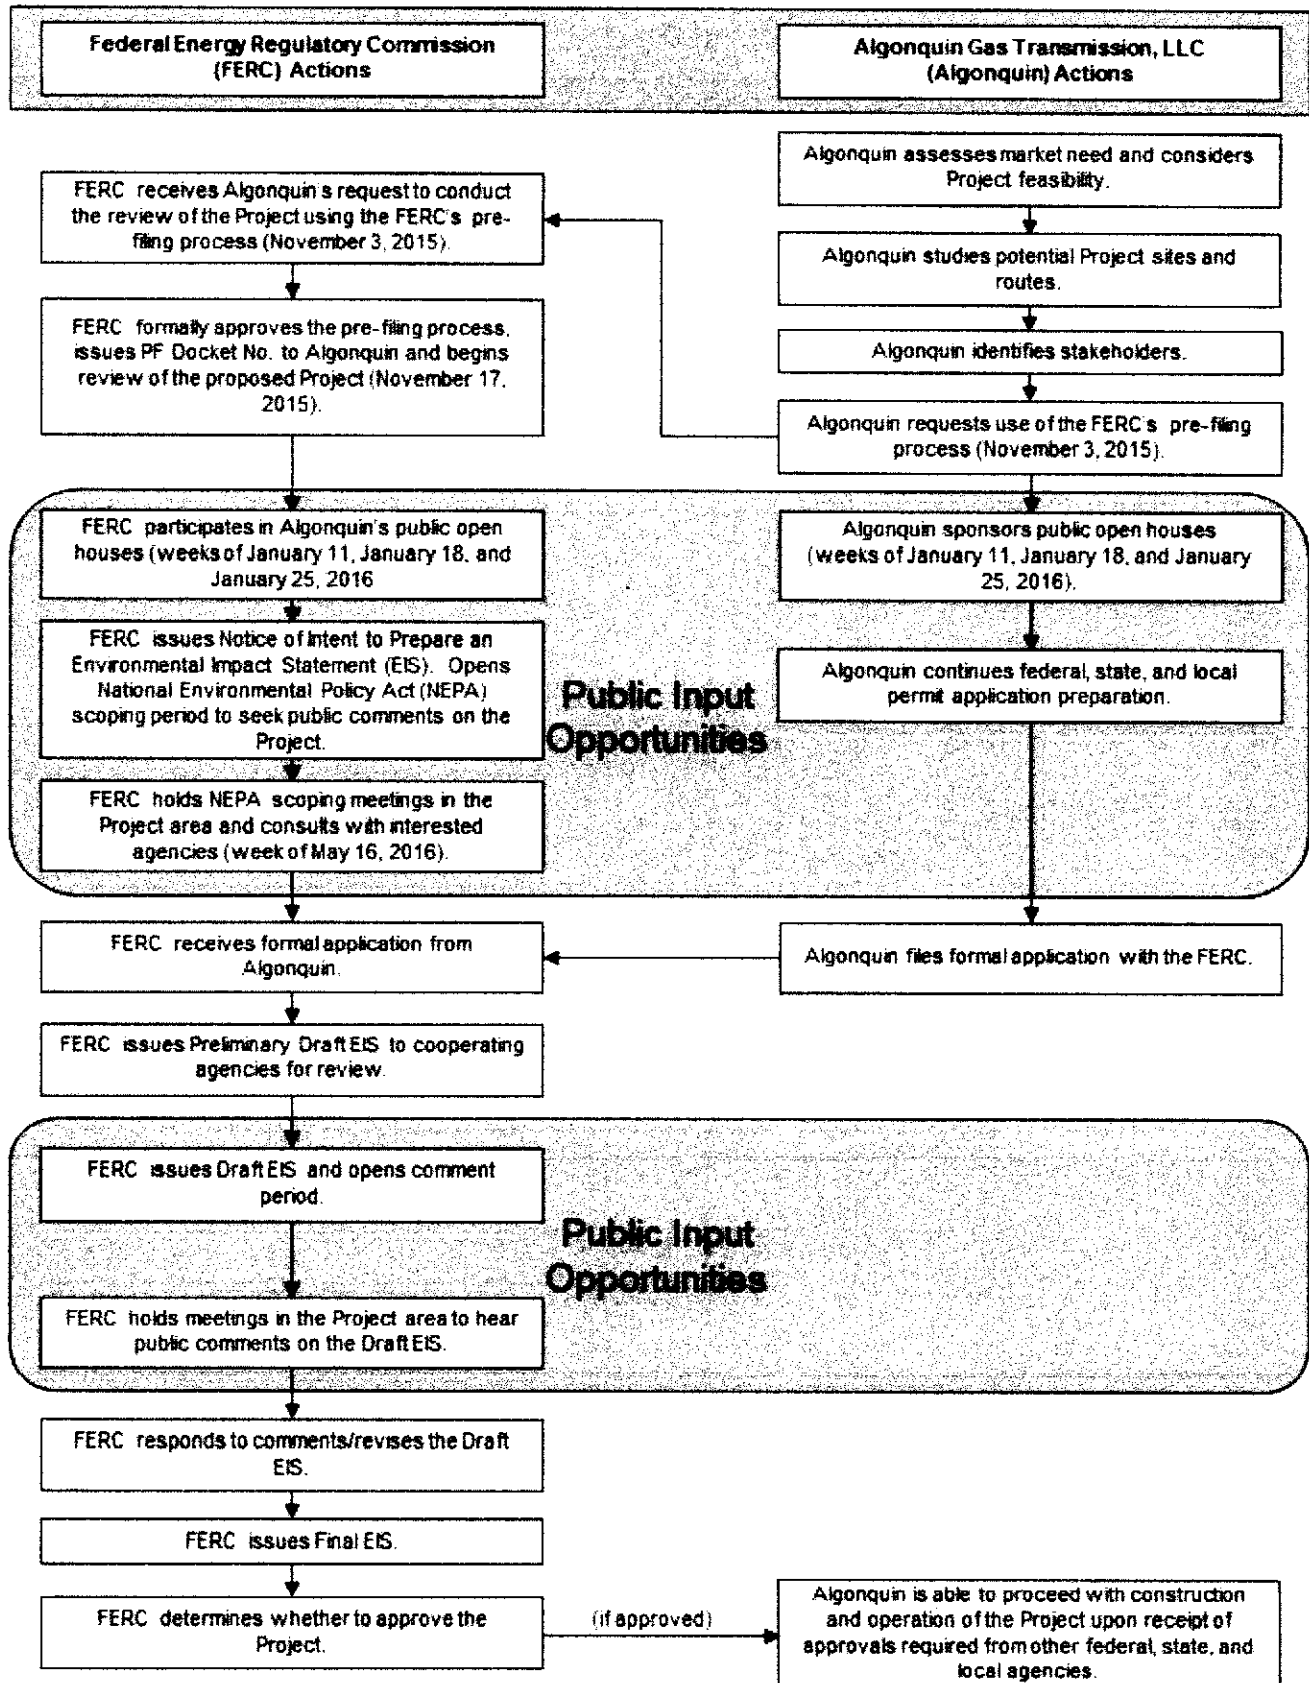 Federal Energy Regulatory Commission
(FERC) Actions
Algonquin Gas Transmission, LLC
(Algonquin) Actions
Algonquin assesses market need and considers
Project feasibility.
FERC receives Algonquin's request to conduct
the review of the Project using the FERC's pre-
filing process (November 3, 2015).
Algonquin studies potential Project sites and
routes.
FERC formally approves the pre-filing process,
issues PF Docket No. to Algonquin and begins
review of the proposed Project (November 17,
2015).
Algonquin identifies stakeholders.
Algonquin requests use of the FERC's pre-filing
process (November 3, 2015).
FERC participates in Algonquin's public open
houses (weeks of January 11, January 18, and
January 25, 2016
Algonquin sponsors public open houses
(weeks of January 11, January 18, and January
25, 2016).
FERC issues Notice of Intent to Prepare an
Environmental Impact Statement (EIS). Opens
National Environmental Policy Act (NEPA)
scoping period to seek public comments on the
Project.
Public Input
Opportunities
Algonquin continues federal, state, and local
permit application preparation.
FERC holds NEPA scoping meetings in the
Project area and consults with interested
agencies (week of May 16, 2016).
FERC receives formal application from
Algonquin.
Algonquin files formal application with the FERC.
FERC issues Preliminary Draft EIS to cooperating
agencies for review.
FERC issues Draft EIS and opens comment
period.
Public Input
Opportunities
FERC holds meetings in the Project area to hear
public comments on the Draft EIS.
FERC responds to comments/revises the Draft
EIS.
FERC issues Final EIS.
FERC determines whether to approve the
Project.
(if approved)
Algonquin is able to proceed with construction
and operation of the Project upon receipt of
approvals required from other federal, state, and
local agencies.